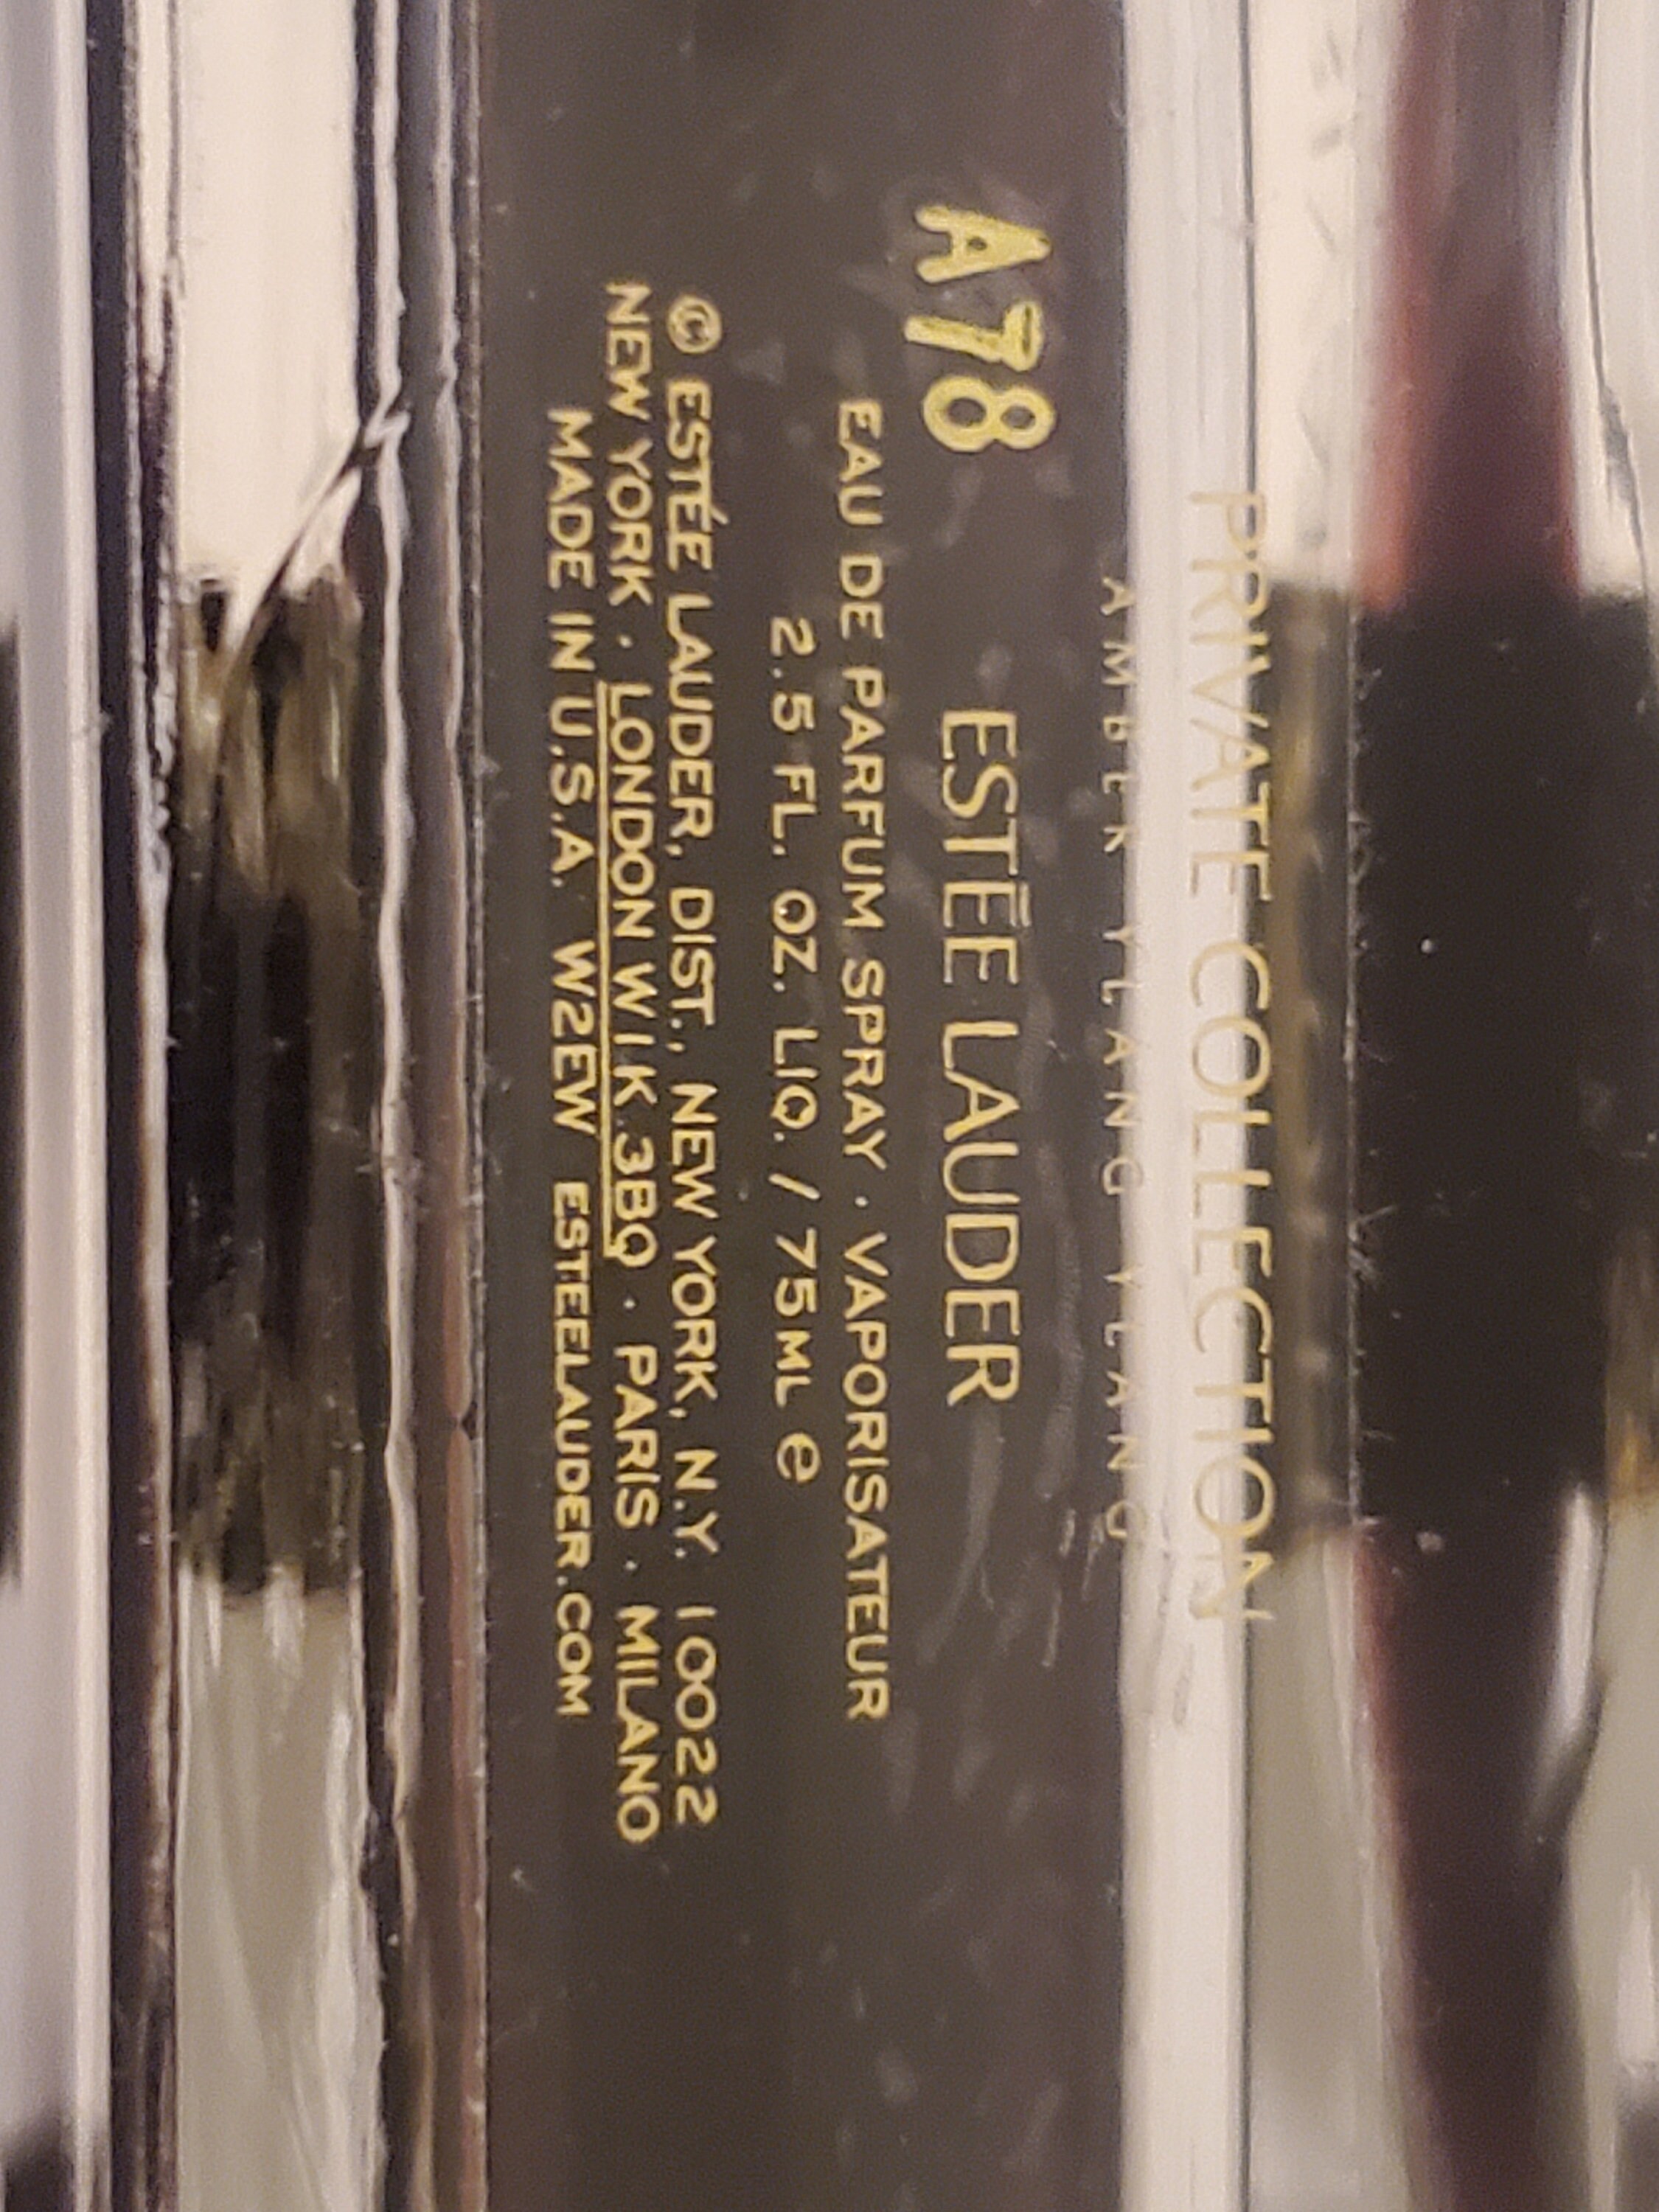 PRIVATE COLLECTION
AMBER YLANG YLANG
A78
ESTĒE LAUDER
EAU DE PARFUM SPRAY · VAPORISATEUR
2.5 FL. OZ. LIQ. / 75 ML ℮
© ESTÉE LAUDER, DIST., NEW YORK, N.Y. 10022
NEW YORK · LONDON W1K 3BQ · PARIS · MILANO
MADE IN U.S.A. W2EW ESTEELAUDER.COM